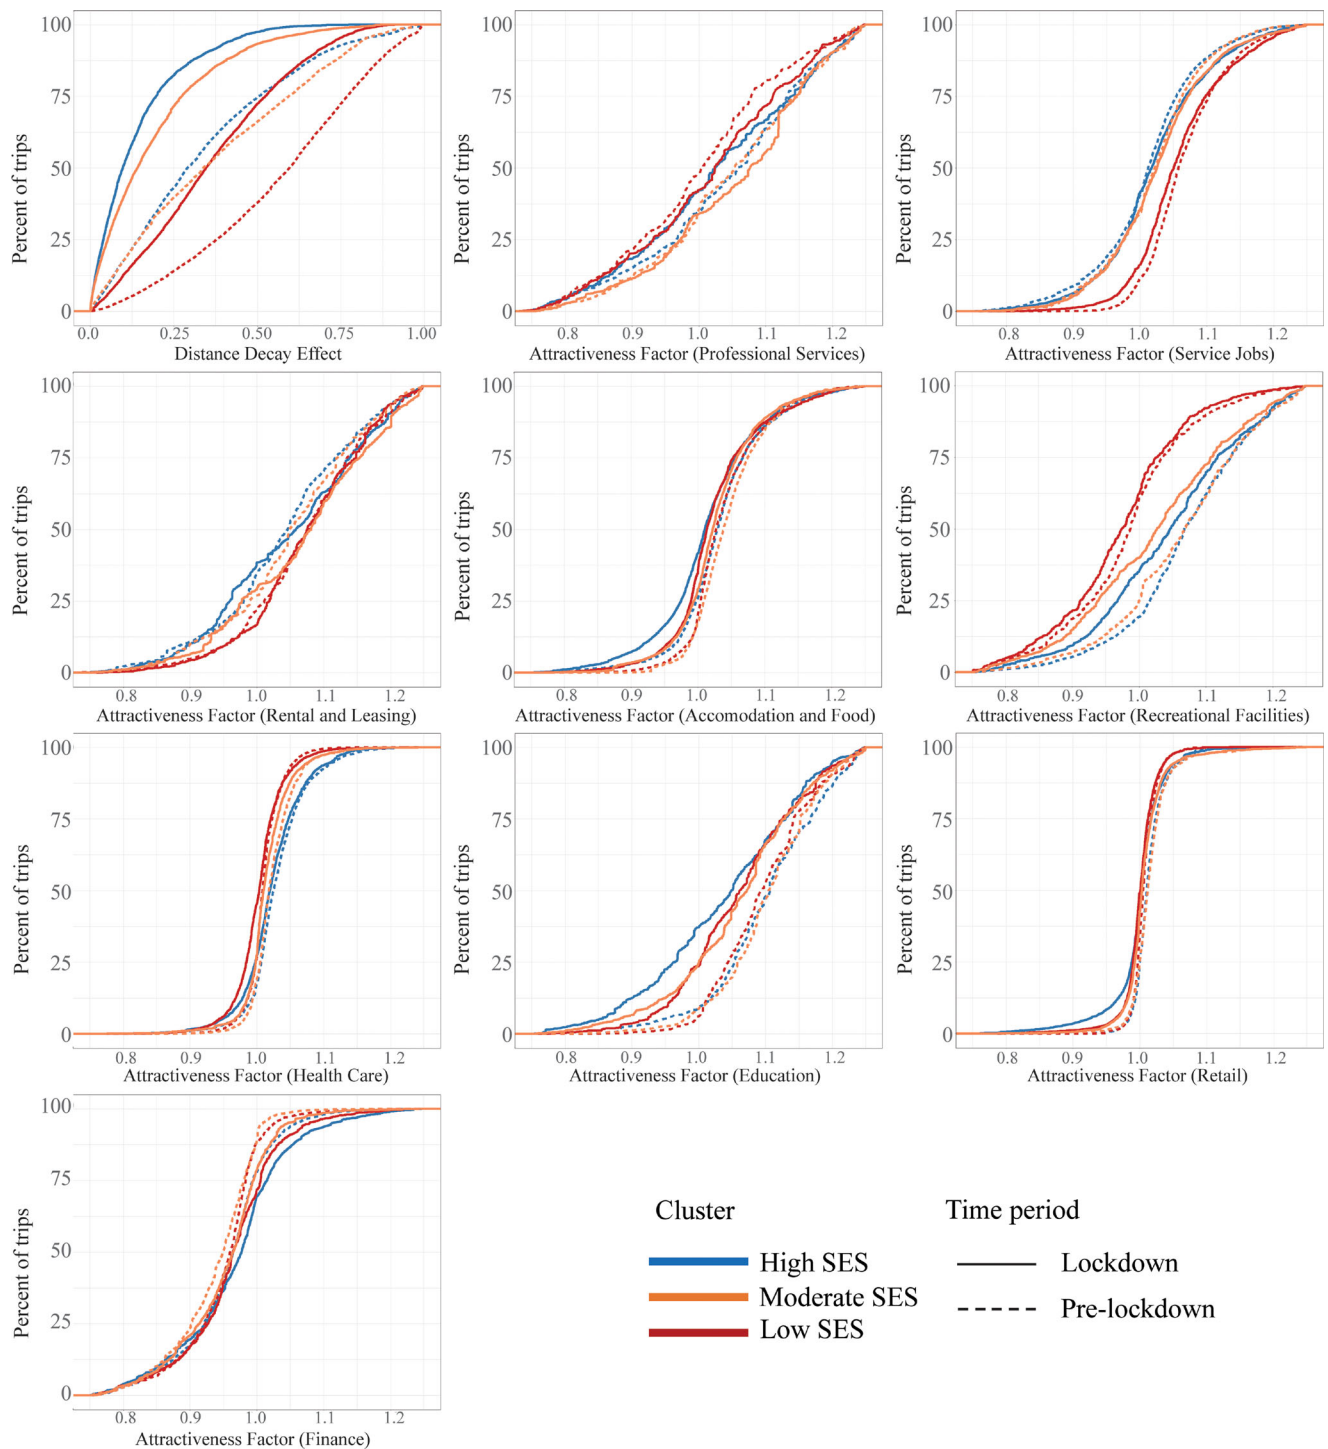 100
75
50
25
0
Percent of trips
0.0 0.25 0.50 0.75 1.00
Distance Decay Effect
100
75
50
25
0
Percent of trips
0.8 0.9 1.0 1.1 1.2
Attractiveness Factor (Professional Services)
100
75
50
25
0
Percent of trips
0.8 0.9 1.0 1.1 1.2
Attractiveness Factor (Service Jobs)
100
75
50
25
0
Percent of trips
0.8 0.9 1.0 1.1 1.2
Attractiveness Factor (Rental and Leasing)
100
75
50
25
0
Percent of trips
0.8 0.9 1.0 1.1 1.2
Attractiveness Factor (Accomodation and Food)
100
75
50
25
0
Percent of trips
0.8 0.9 1.0 1.1 1.2
Attractiveness Factor (Recreational Facilities)
100
75
50
25
0
Percent of trips
0.8 0.9 1.0 1.1 1.2
Attractiveness Factor (Health Care)
100
75
50
25
0
Percent of trips
0.8 0.9 1.0 1.1 1.2
Attractiveness Factor (Education)
100
75
50
25
0
Percent of trips
0.8 0.9 1.0 1.1 1.2
Attractiveness Factor (Retail)
100
75
50
25
0
Percent of trips
0.8 0.9 1.0 1.1 1.2
Attractiveness Factor (Finance)
Cluster
High SES
Moderate SES
Low SES
Time period
Lockdown
Pre-lockdown